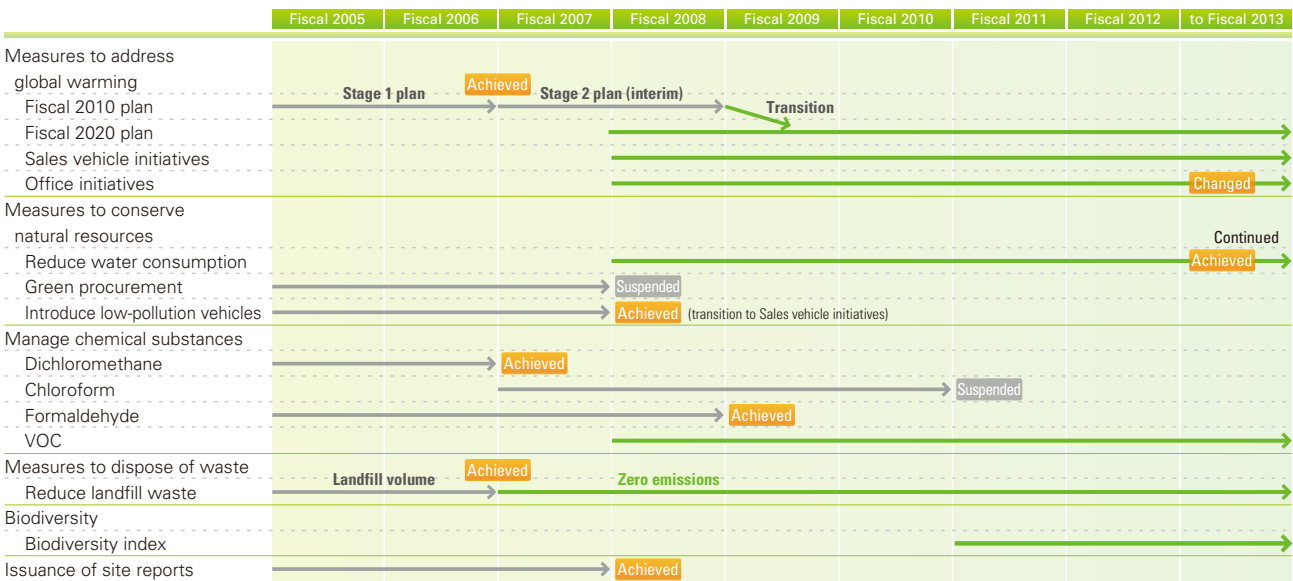 Fiscal 2005 Fiscal 2006 Fiscal 2007 Fiscal 2008 Fiscal 2009 Fiscal 2010 Fiscal 2011 Fiscal 2012 to Fiscal 2013
Measures to address
global warming Achieved
Stage 1 plan Stage 2 plan (interim)
Fiscal 2010 plan Transition
Fiscal 2020 plan
Sales vehicle initiatives
Office initiatives Changed
Measures to conserve
natural resources Continued
Reduce water consumption Achieved
Green procurement Suspended
Introduce low-pollution vehicles Achieved (transition to Sales vehicle initiatives)
Manage chemical substances
Dichloromethane Achieved
Chloroform Suspended
Formaldehyde Achieved
VOC
Measures to dispose of waste Achieved
Landfill volume Zero emissions
Reduce landfill waste
Biodiversity
Biodiversity index
Issuance of site reports Achieved